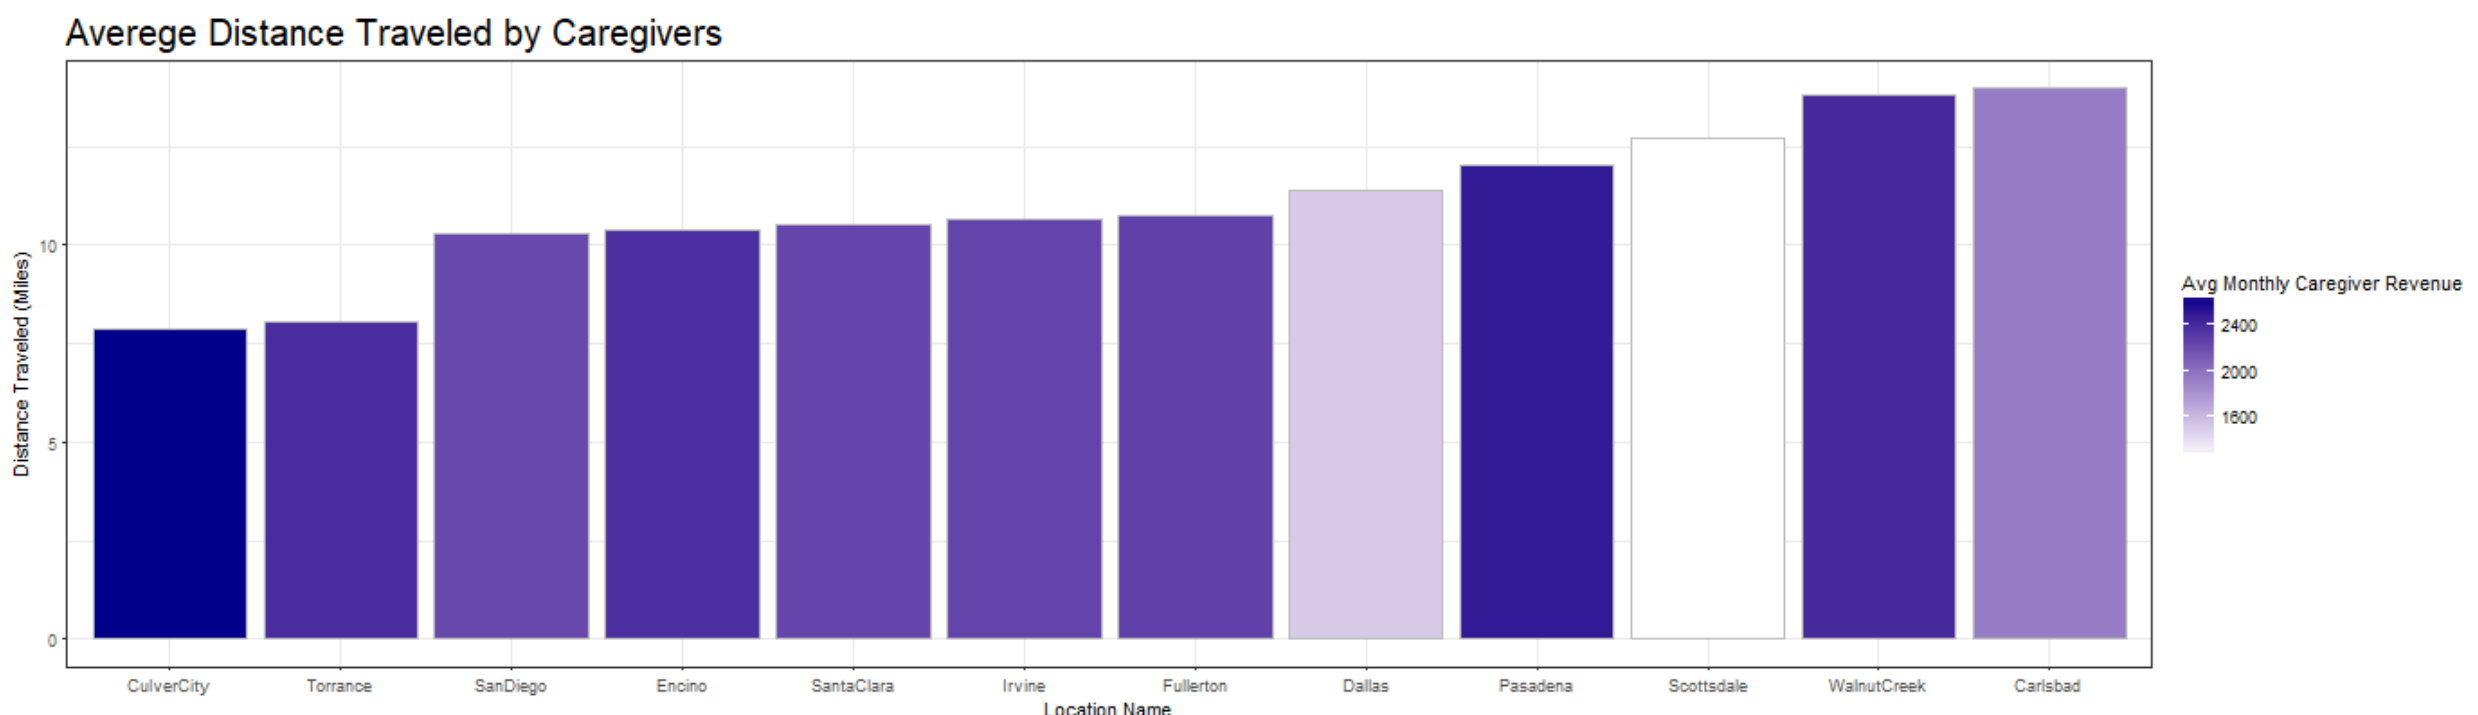 Averege Distance Traveled by Caregivers
Distance Traveled (Miles)
10
5
0
CulverCity Torrance SanDiego Encino SantaClara Irvine Fullerton Dallas Pasadena Scottsdale WalnutCreek Carlsbad
Location Name
Avg Monthly Caregiver Revenue
2400
2000
1600